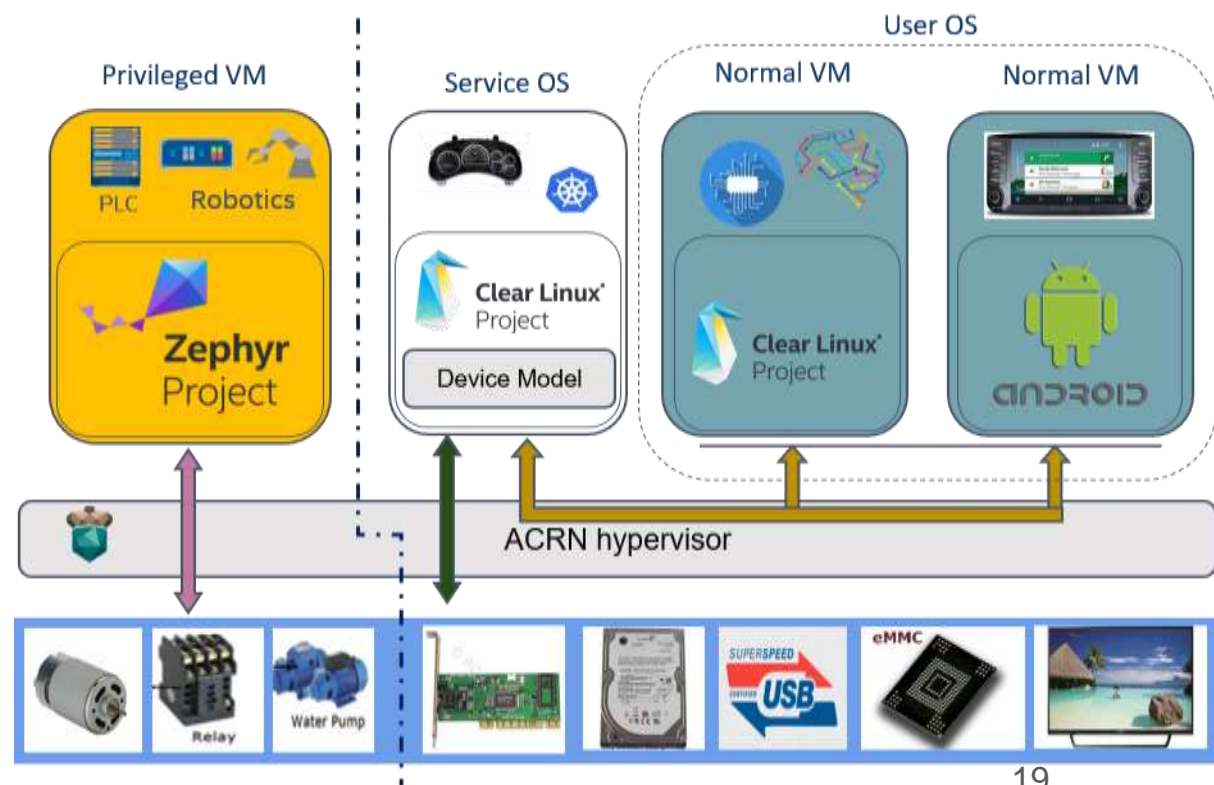 User OS
Privileged VM
Service OS
Normal VM
Normal VM
PLC
Robotics
Zephyr
Project
Clear Linux*
Project
Device Model
Clear Linux*
Project
ANDROID
ACRN hypervisor
Relay
Water Pump
SUPERSPEED
CERTIFIED
USB
eMMC
19